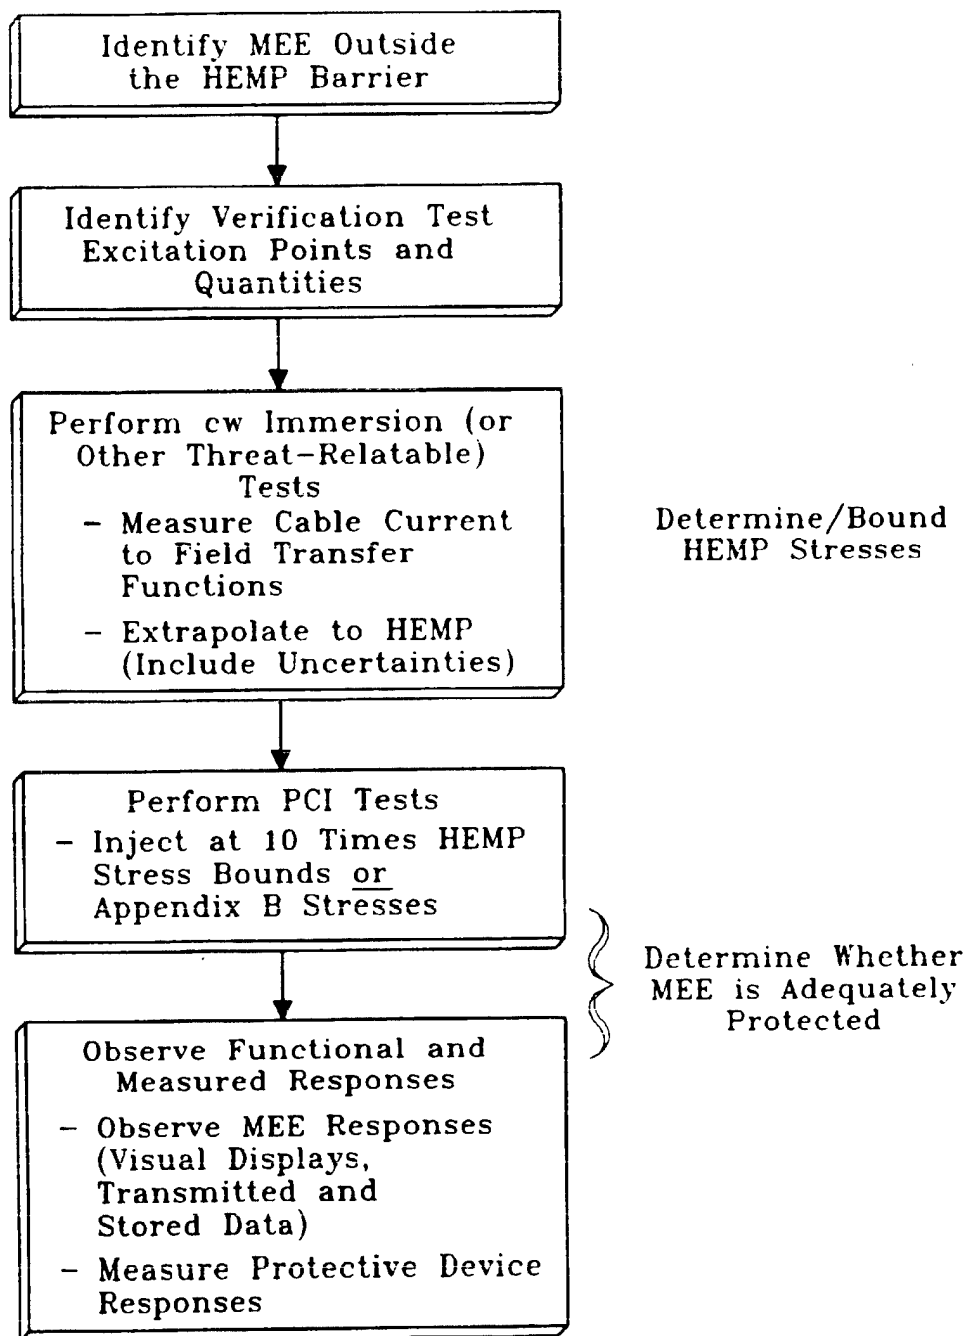 Identify MEE Outside
the HEMP Barrier
Identify Verification Test
Excitation Points and
Quantities
Perform cw Immersion (or
Other Threat-Relatable)
Tests
- Measure Cable Current
to Field Transfer
Functions
- Extrapolate to HEMP
(Include Uncertainties)
Determine/Bound
HEMP Stresses
Perform PCI Tests
- Inject at 10 Times HEMP
Stress Bounds or
Appendix B Stresses
Determine Whether
MEE is Adequately
Protected
Observe Functional and
Measured Responses
- Observe MEE Responses
(Visual Displays,
Transmitted and
Stored Data)
- Measure Protective Device
Responses